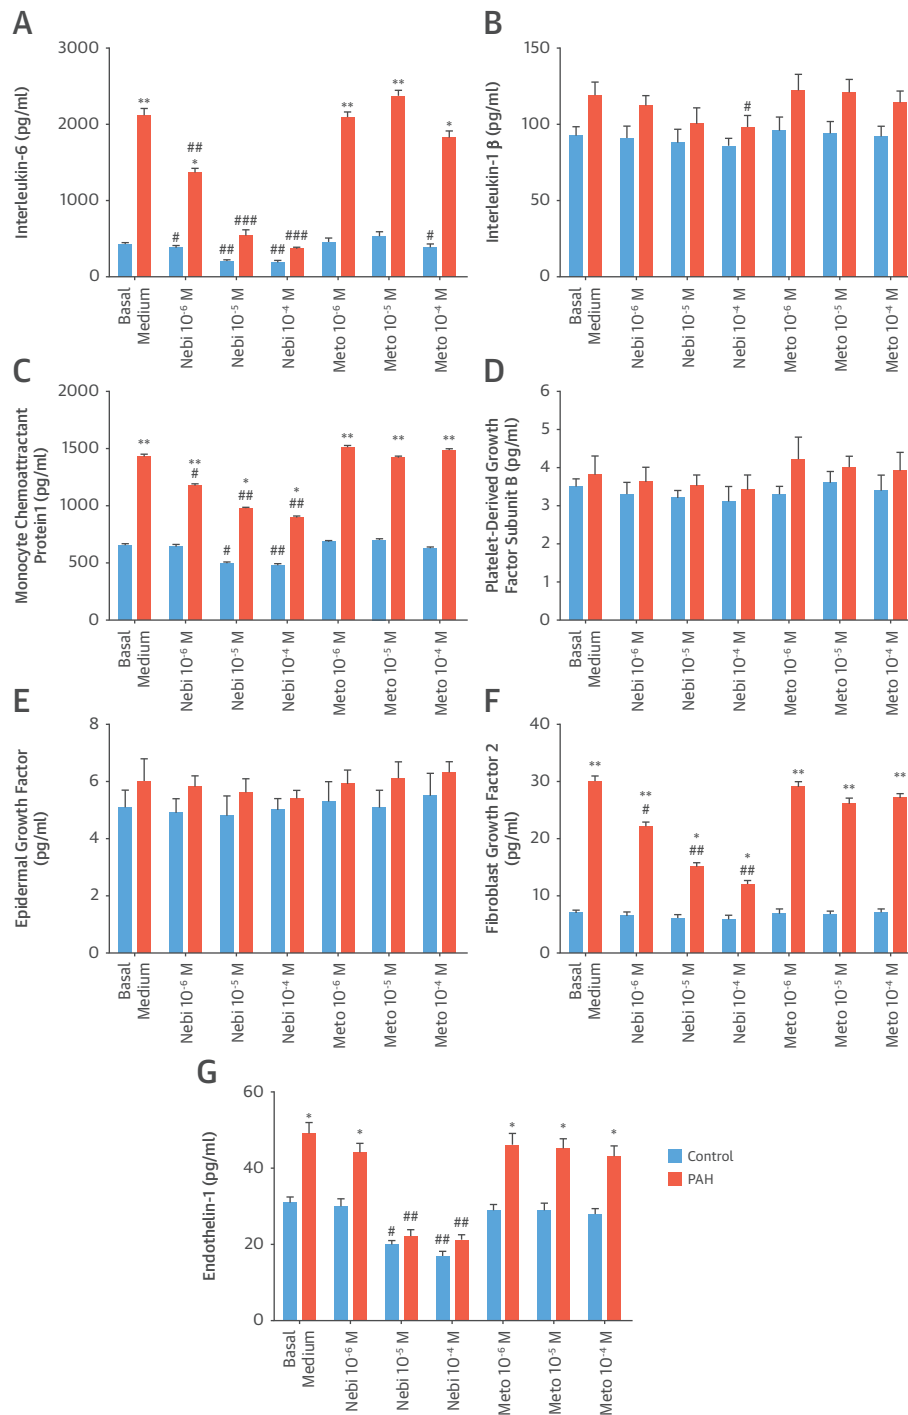 A
Interleukin-6 (pg/ml)
3000
2000
1000
0
**
#
##
*
##
###
##
###
**
**
#
*
Basal
Medium
Nebi 10⁻⁶ M
Nebi 10⁻⁵ M
Nebi 10⁻⁴ M
Meto 10⁻⁶ M
Meto 10⁻⁵ M
Meto 10⁻⁴ M
B
Interleukin-1 β (pg/ml)
150
100
50
0
#
Basal
Medium
Nebi 10⁻⁶ M
Nebi 10⁻⁵ M
Nebi 10⁻⁴ M
Meto 10⁻⁶ M
Meto 10⁻⁵ M
Meto 10⁻⁴ M
C
Monocyte Chemoattractant
Protein1 (pg/ml)
2000
1500
1000
500
0
**
**
#
#
*
##
##
*
##
**
**
**
Basal
Medium
Nebi 10⁻⁶ M
Nebi 10⁻⁵ M
Nebi 10⁻⁴ M
Meto 10⁻⁶ M
Meto 10⁻⁵ M
Meto 10⁻⁴ M
D
Platelet-Derived Growth
Factor Subunit B (pg/ml)
6
5
4
3
2
1
0
Basal
Medium
Nebi 10⁻⁶ M
Nebi 10⁻⁵ M
Nebi 10⁻⁴ M
Meto 10⁻⁶ M
Meto 10⁻⁵ M
Meto 10⁻⁴ M
E
Epidermal Growth Factor
(pg/ml)
8
6
4
2
0
Basal
Medium
Nebi 10⁻⁶ M
Nebi 10⁻⁵ M
Nebi 10⁻⁴ M
Meto 10⁻⁶ M
Meto 10⁻⁵ M
Meto 10⁻⁴ M
F
Fibroblast Growth Factor 2
(pg/ml)
40
30
20
10
0
**
**
#
*
##
*
##
**
**
**
Basal
Medium
Nebi 10⁻⁶ M
Nebi 10⁻⁵ M
Nebi 10⁻⁴ M
Meto 10⁻⁶ M
Meto 10⁻⁵ M
Meto 10⁻⁴ M
G
Endothelin-1 (pg/ml)
60
40
20
0
*
*
#
##
##
##
*
*
*
Basal
Medium
Nebi 10⁻⁶ M
Nebi 10⁻⁵ M
Nebi 10⁻⁴ M
Meto 10⁻⁶ M
Meto 10⁻⁵ M
Meto 10⁻⁴ M
Control
PAH